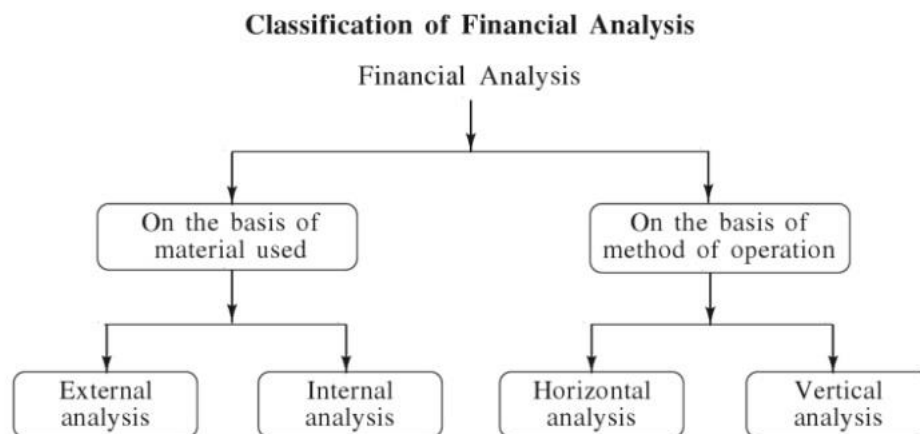 Classification of Financial Analysis
Financial Analysis
On the basis of
material used
On the basis of
method of operation
External
analysis
Internal
analysis
Horizontal
analysis
Vertical
analysis